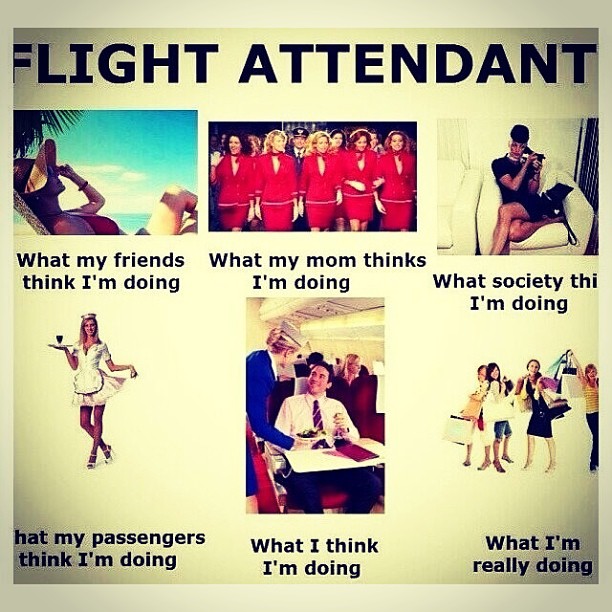 FLIGHT ATTENDANT
What my friends
think I'm doing
What my mom thinks
I'm doing
What society thi
I'm doing
hat my passengers
think I'm doing
What I think
I'm doing
What I'm
really doing